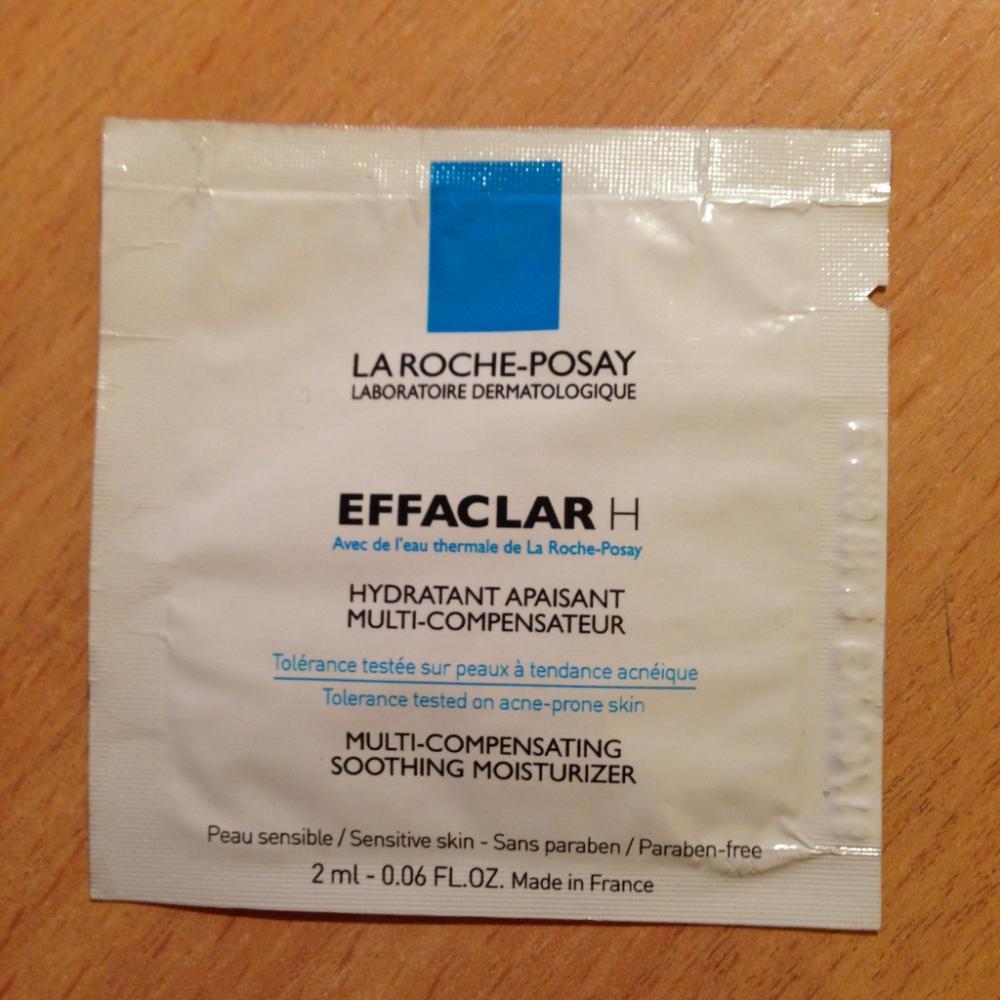 LA ROCHE-POSAY
LABORATOIRE DERMATOLOGIQUE
EFFACLAR H
Avec de l'eau thermale de La Roche-Posay
HYDRATANT APAISANT
MULTI-COMPENSATEUR
Tolérance testée sur peaux à tendance acnéique
Tolerance tested on acne-prone skin
MULTI-COMPENSATING
SOOTHING MOISTURIZER
Peau sensible / Sensitive skin - Sans paraben / Paraben-free
2 ml - 0.06 FL.OZ. Made in France